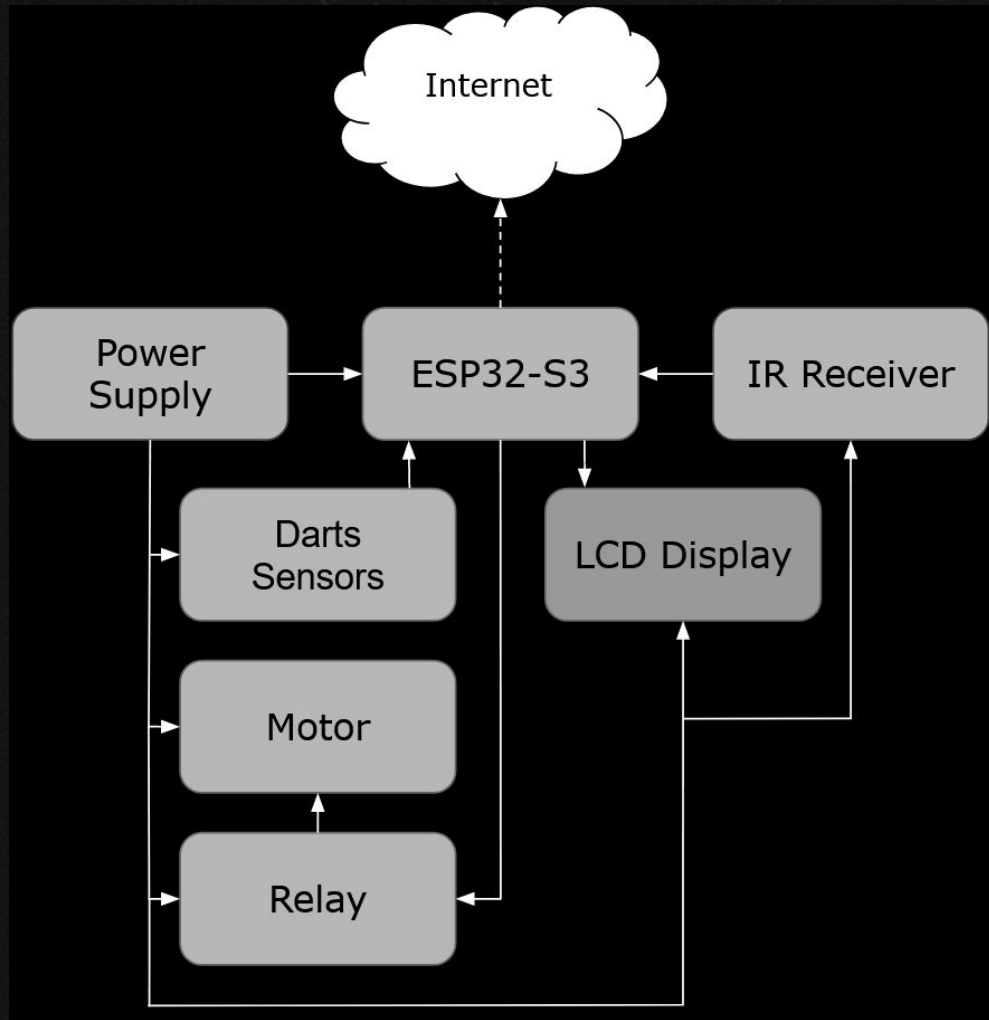 Internet
Power
Supply
ESP32-S3
IR Receiver
Darts
Sensors
LCD Display
Motor
Relay